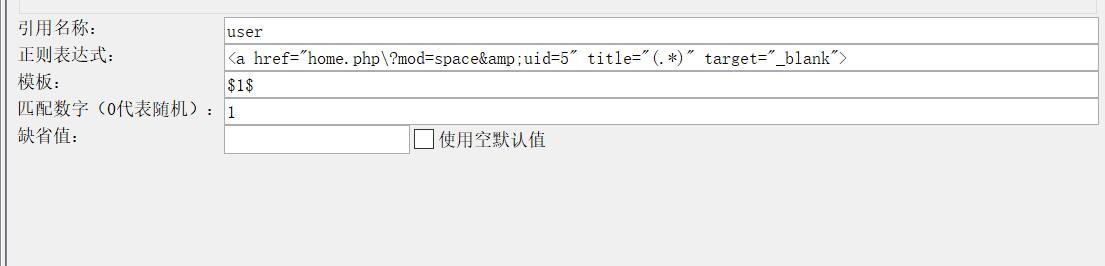 引用名称： user
正则表达式： <a href="home.php\?mod=space&amp;uid=5" title="(.*)" target="_blank">
模板： $1$
匹配数字（0代表随机）： 1
缺省值： 使用空默认值